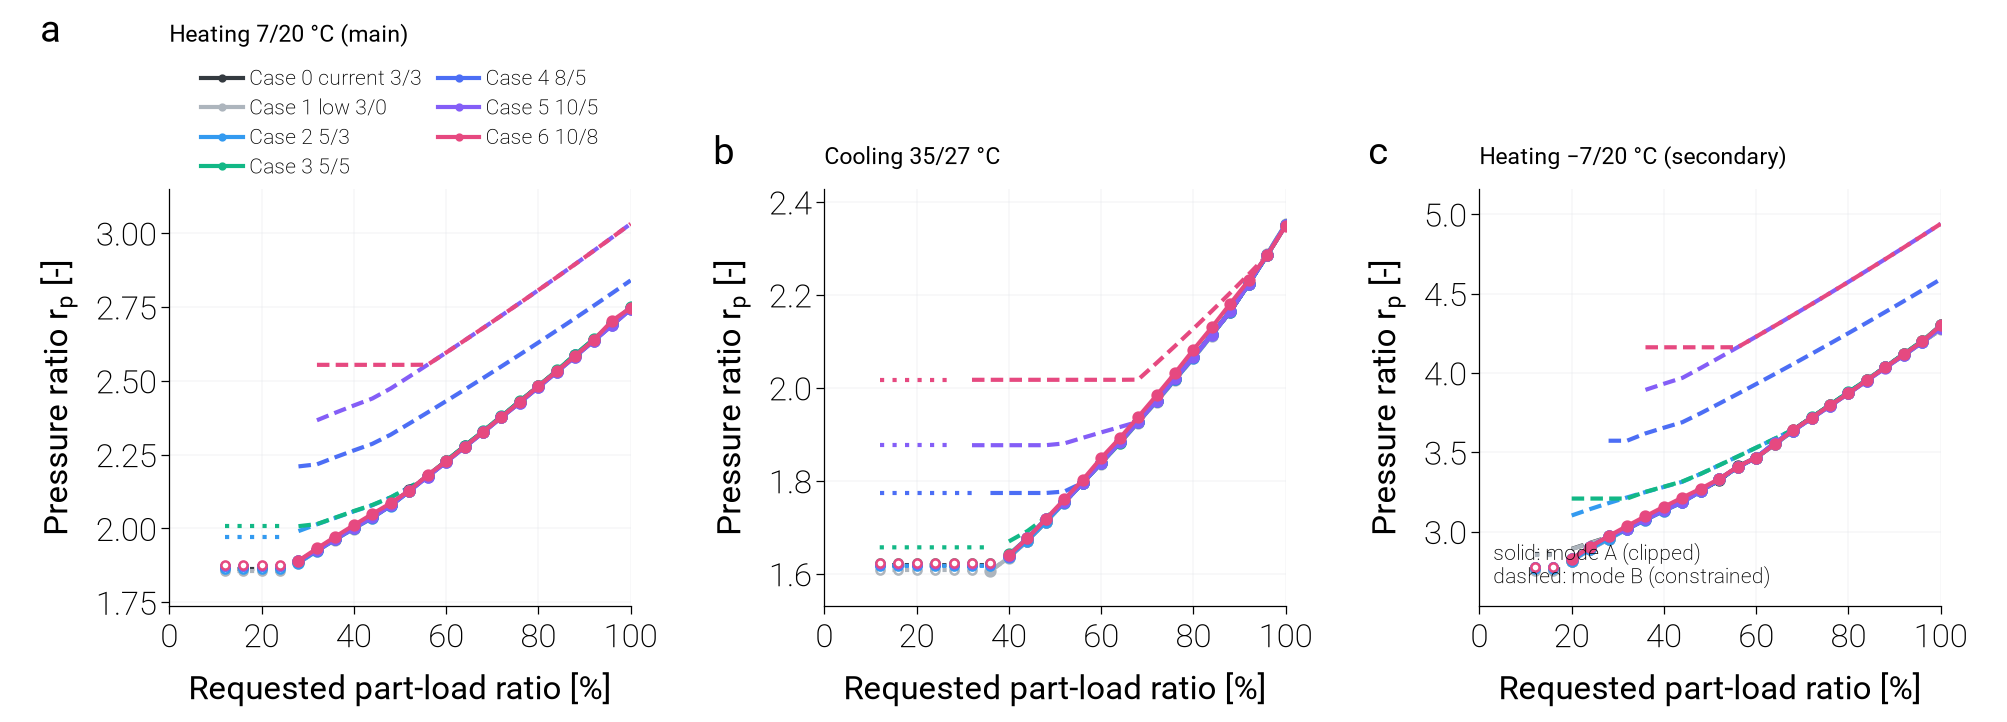 a
Heating 7/20 °C (main)
Case 0 current 3/3
Case 1 low 3/0
Case 2 5/3
Case 3 5/5
Case 4 8/5
Case 5 10/5
Case 6 10/8
Pressure ratio rp [-]
3.00
2.75
2.50
2.25
2.00
1.75
0 20 40 60 80 100
Requested part-load ratio [%]
b
Cooling 35/27 °C
Pressure ratio rp [-]
2.4
2.2
2.0
1.8
1.6
0 20 40 60 80 100
Requested part-load ratio [%]
c
Heating −7/20 °C (secondary)
Pressure ratio rp [-]
5.0
4.5
4.0
3.5
3.0
solid: mode A (clipped)
dashed: mode B (constrained)
0 20 40 60 80 100
Requested part-load ratio [%]